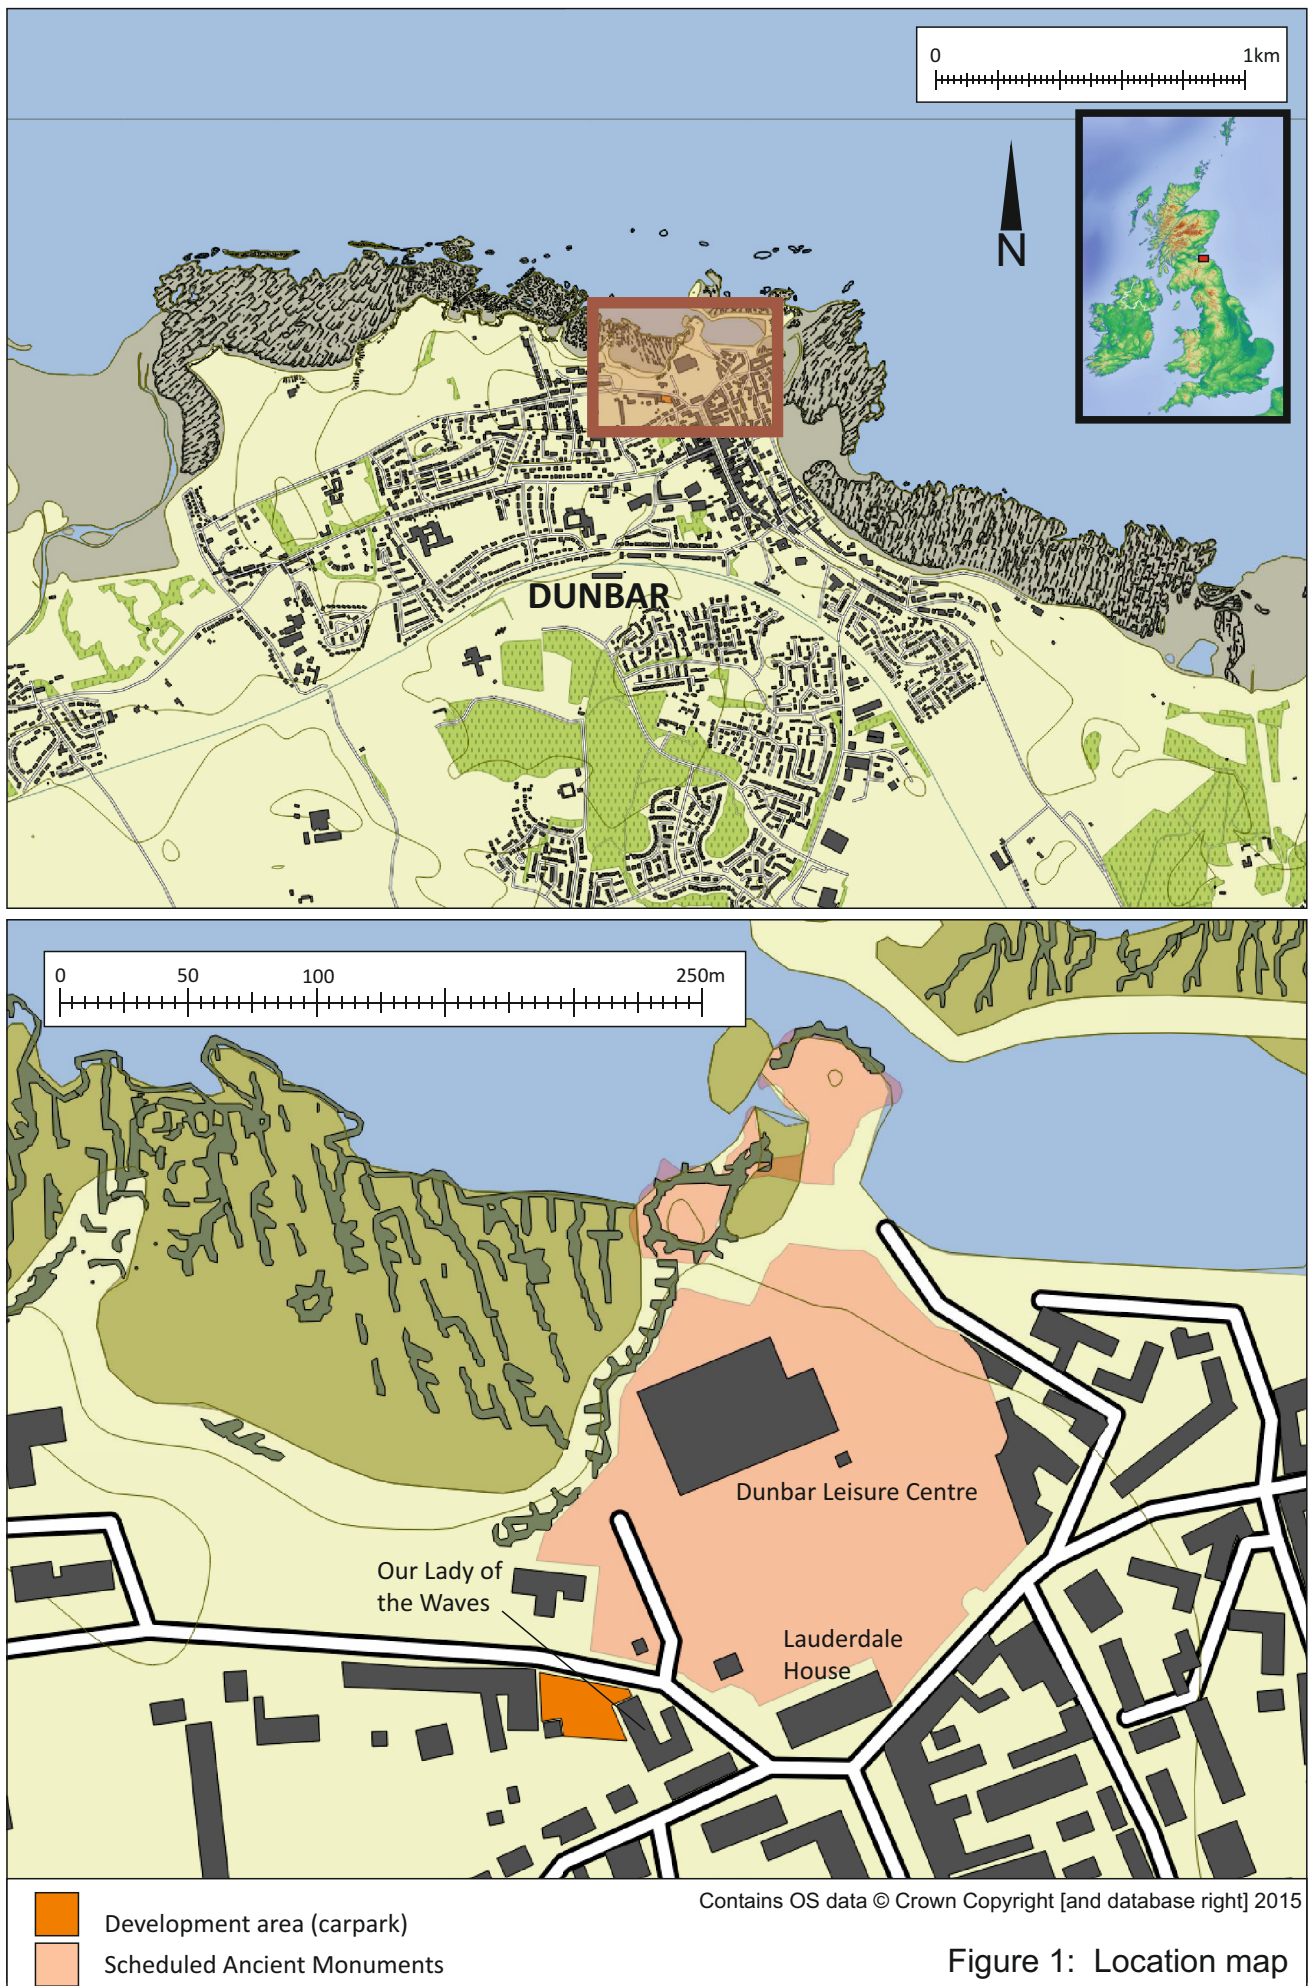 0 1km
N
DUNBAR
0 50 100 250m
Dunbar Leisure Centre
Our Lady of
the Waves
Lauderdale
House
Contains OS data © Crown Copyright [and database right] 2015
Development area (carpark)
Scheduled Ancient Monuments
Figure 1: Location map